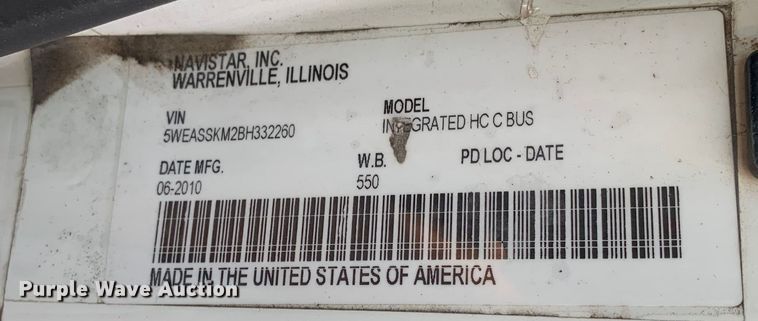 NAVISTAR, INC.
WARRENVILLE, ILLINOIS
VIN
5WEASSKM2BH332260
MODEL
INTEGRATED HC C BUS
DATE MFG.
06-2010
W.B.
550
PD LOC - DATE
MADE IN THE UNITED STATES OF AMERICA
Purple Wave Auction